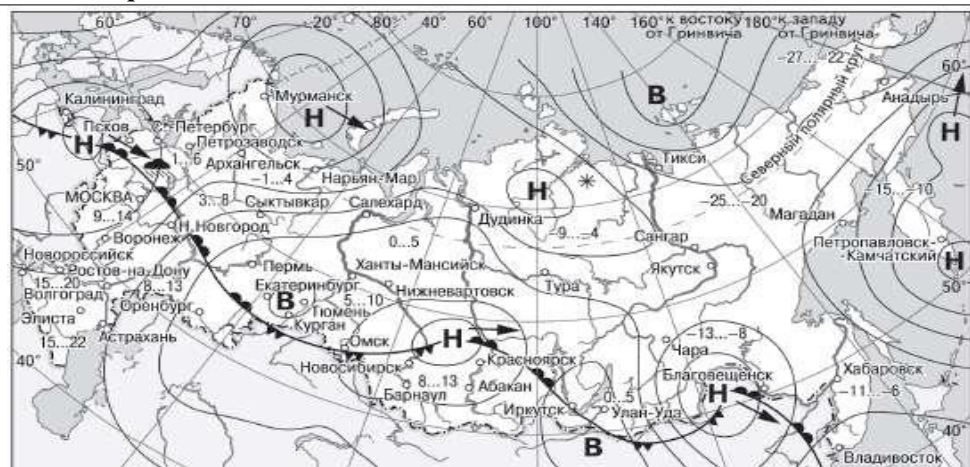 60° 70° 20° 80° 40° 60° 100° 140° 160° к востоку 180° к западу
от Гринвича от Гринвича
-27...-22
Северный полярный круг
60°
Калининград
Мурманск
В
Анадырь
Н
Псков
С.-Петербург
Н
Н
Петрозаводск
1...6
Архангельск
Тикси
50°
-1...4
Нарьян-Мар
Н
-15...-10
МОСКВА
3...8
Сыктывкар
Салехард
Дудинка
-25...-20
9...14
Магадан
Н.Новгород
0...5
-9...-4
Сангар
Воронеж
Петропавловск-
Камчатский
Новороссийск
Пермь
Ханты-Мансийск
Якутск
Н
Ростов-на-Дону
Екатеринбург
Нижневартовск
Тура
50°
15...20
8...13
В
Тюмень
5...10
Волгоград
Оренбург
Курган
-13...-8
Элиста
Омск
Н
Чара
15...22
Астрахань
Красноярск
Хабаровск
40°
Новосибирск
Благовещенск
8...13
Абакан
0...5
Н
-11...-6
Барнаул
Иркутск
Улан-Удэ
40°
В
Владивосток